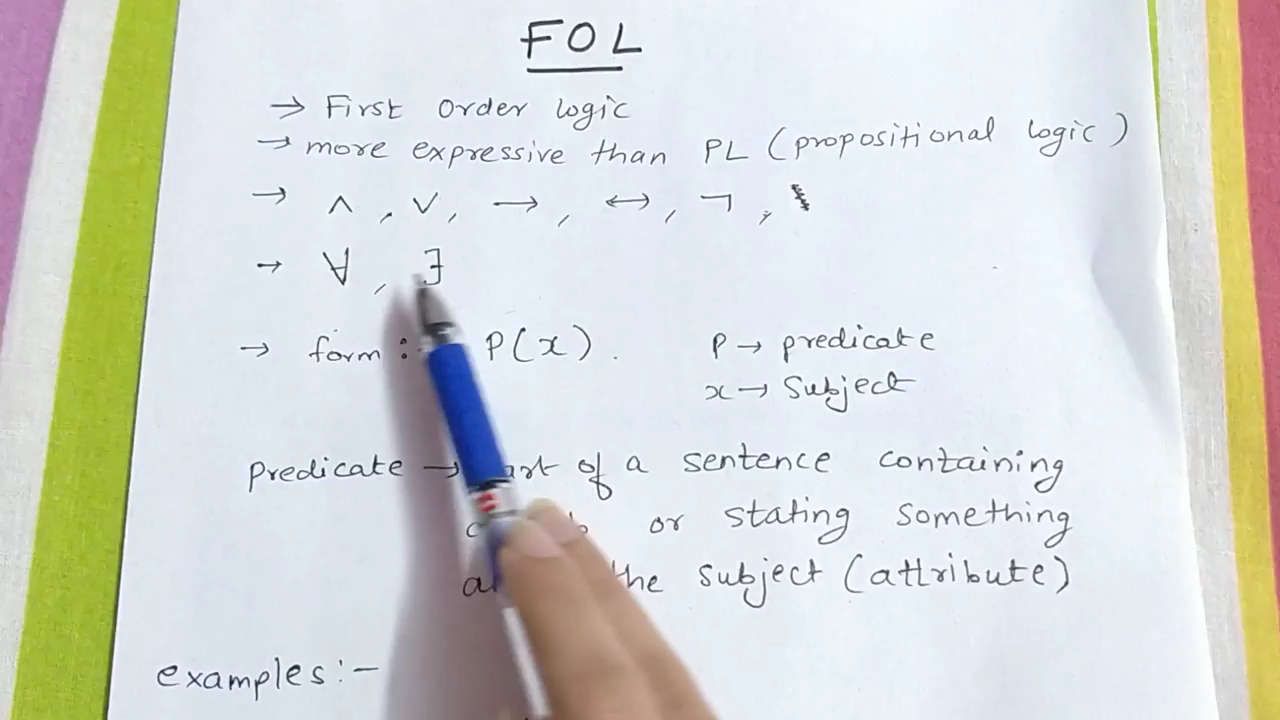 FOL
→ First Order logic
→ more expressive than PL (propositional logic)
→ ∧ , ∨, →, ↔, ¬,
→ ∀, ∃
→ form : P(x). P → predicate
x → Subject
predicate → of a sentence containing
or stating something
the subject (attribute)
examples:-